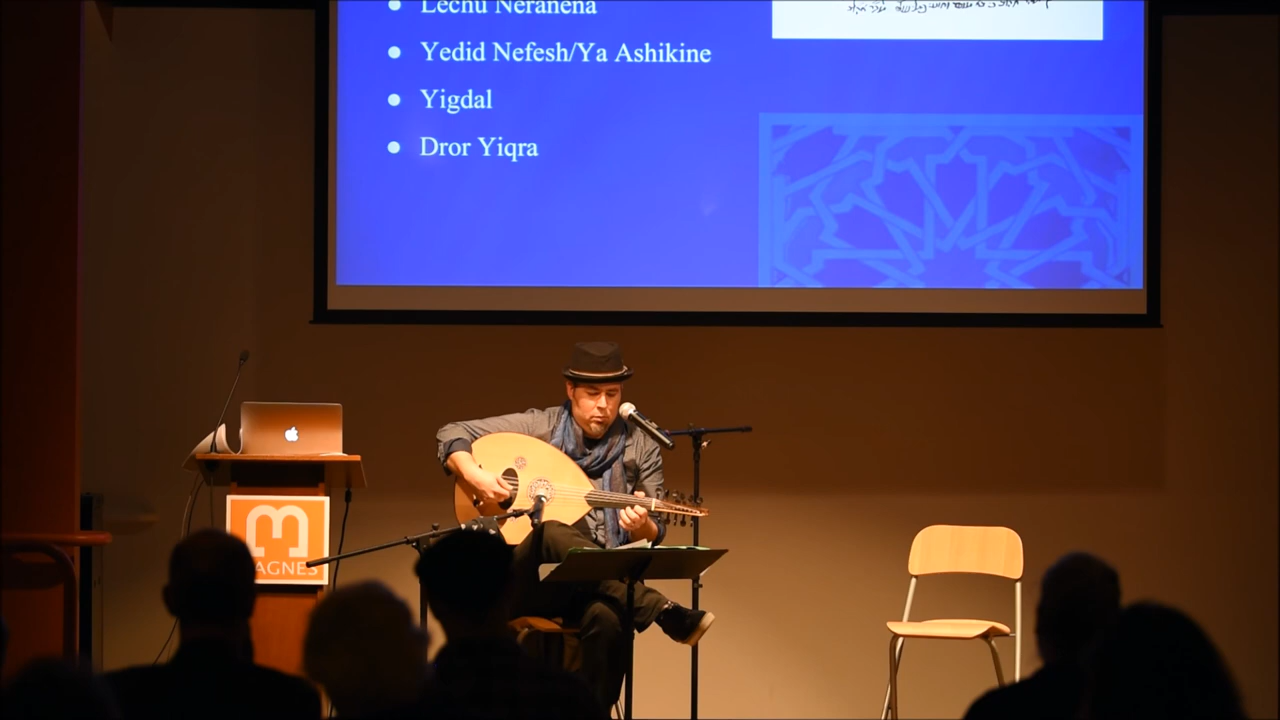 Lechu Neranena
Yedid Nefesh/Ya Ashikine
Yigdal
Dror Yiqra
AGNES